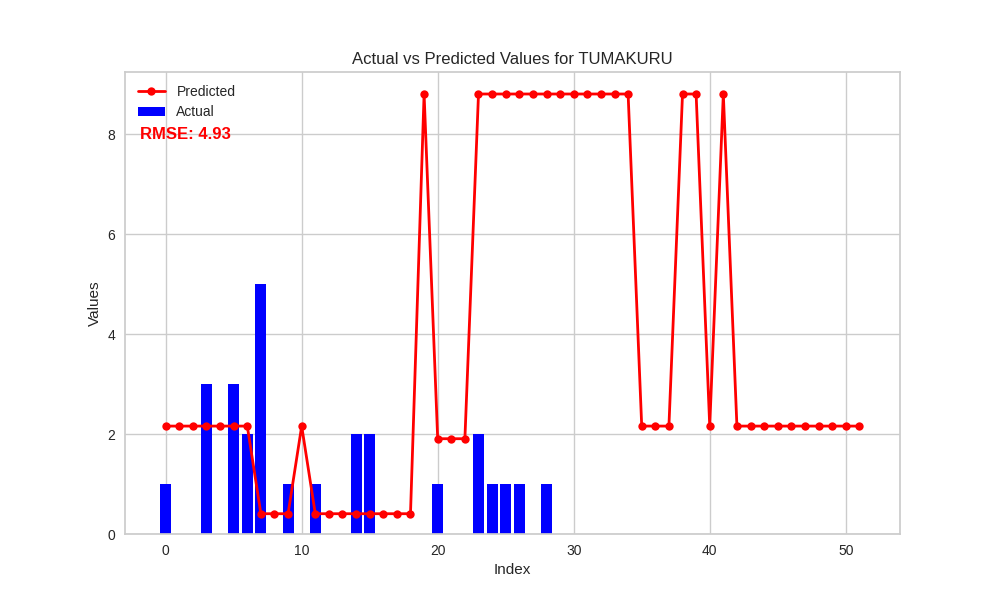 Actual vs Predicted Values for TUMAKURU
Predicted
Actual
RMSE: 4.93
8
6
4
2
0
Values
0 10 20 30 40 50
Index